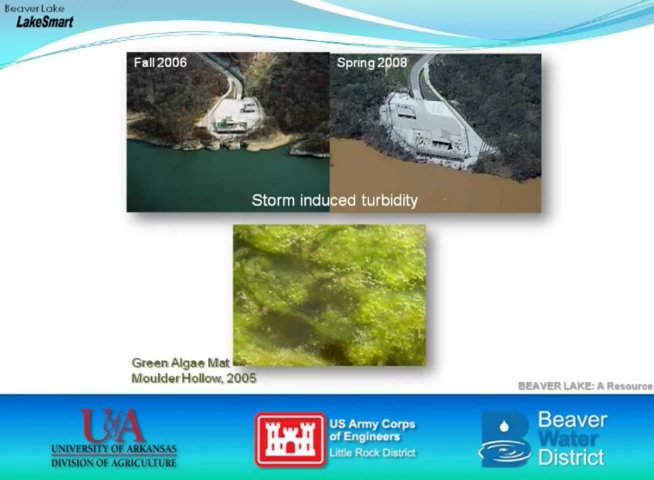 Beaver Lake
LakeSmart
Fall 2006
Spring 2008
Storm induced turbidity
Green Algae Mat
Moulder Hollow, 2005
BEAVER LAKE: A Resource
UofA
UNIVERSITY OF ARKANSAS
DIVISION OF AGRICULTURE
US Army Corps
of Engineers
Little Rock District
Beaver
Water
District